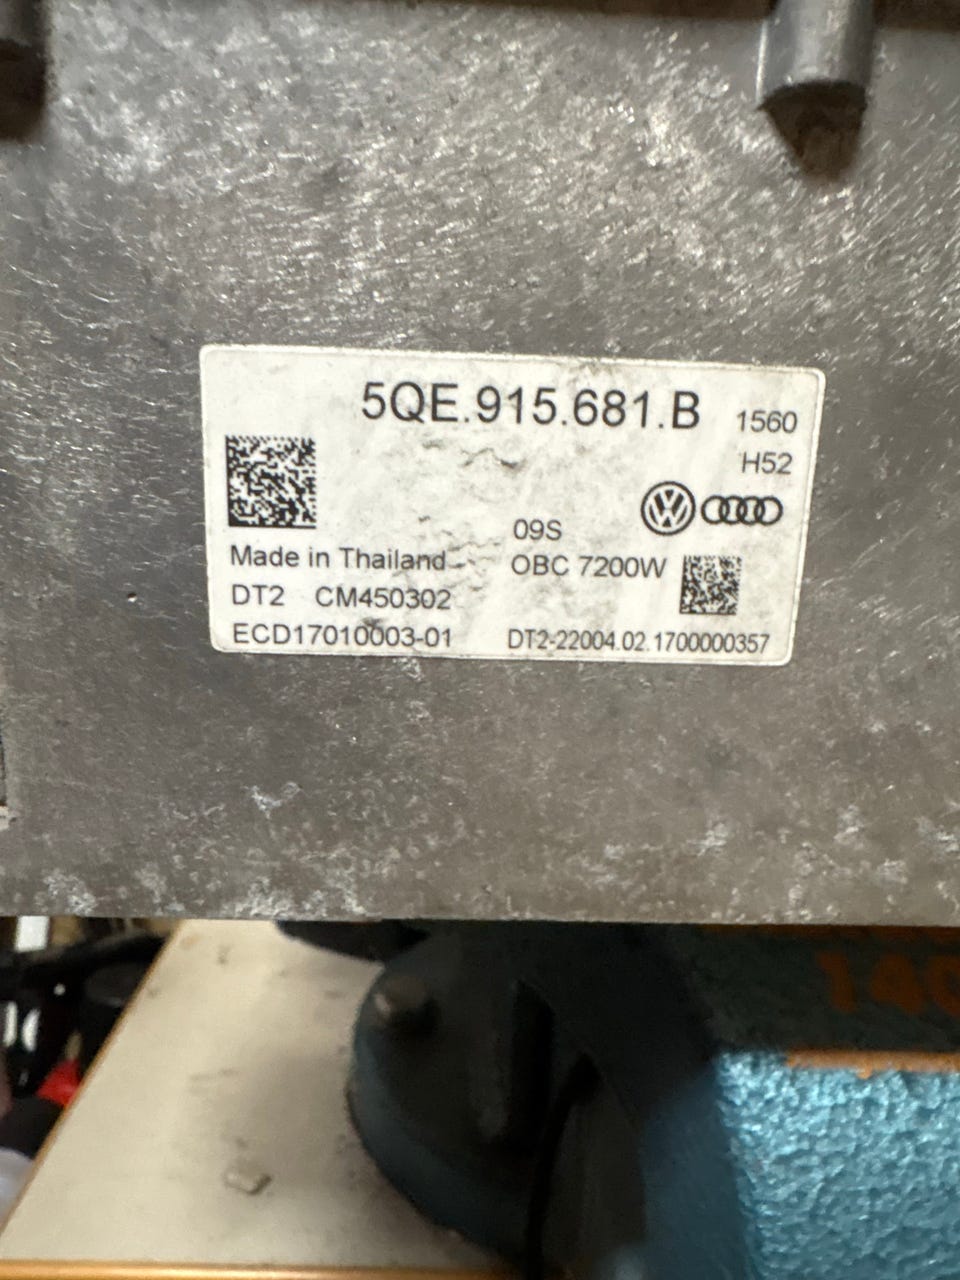 5QE.915.681.B 1560
H52
09S
Made in Thailand OBC 7200W
DT2 CM450302
ECD17010003-01 DT2-22004.02.1700000357